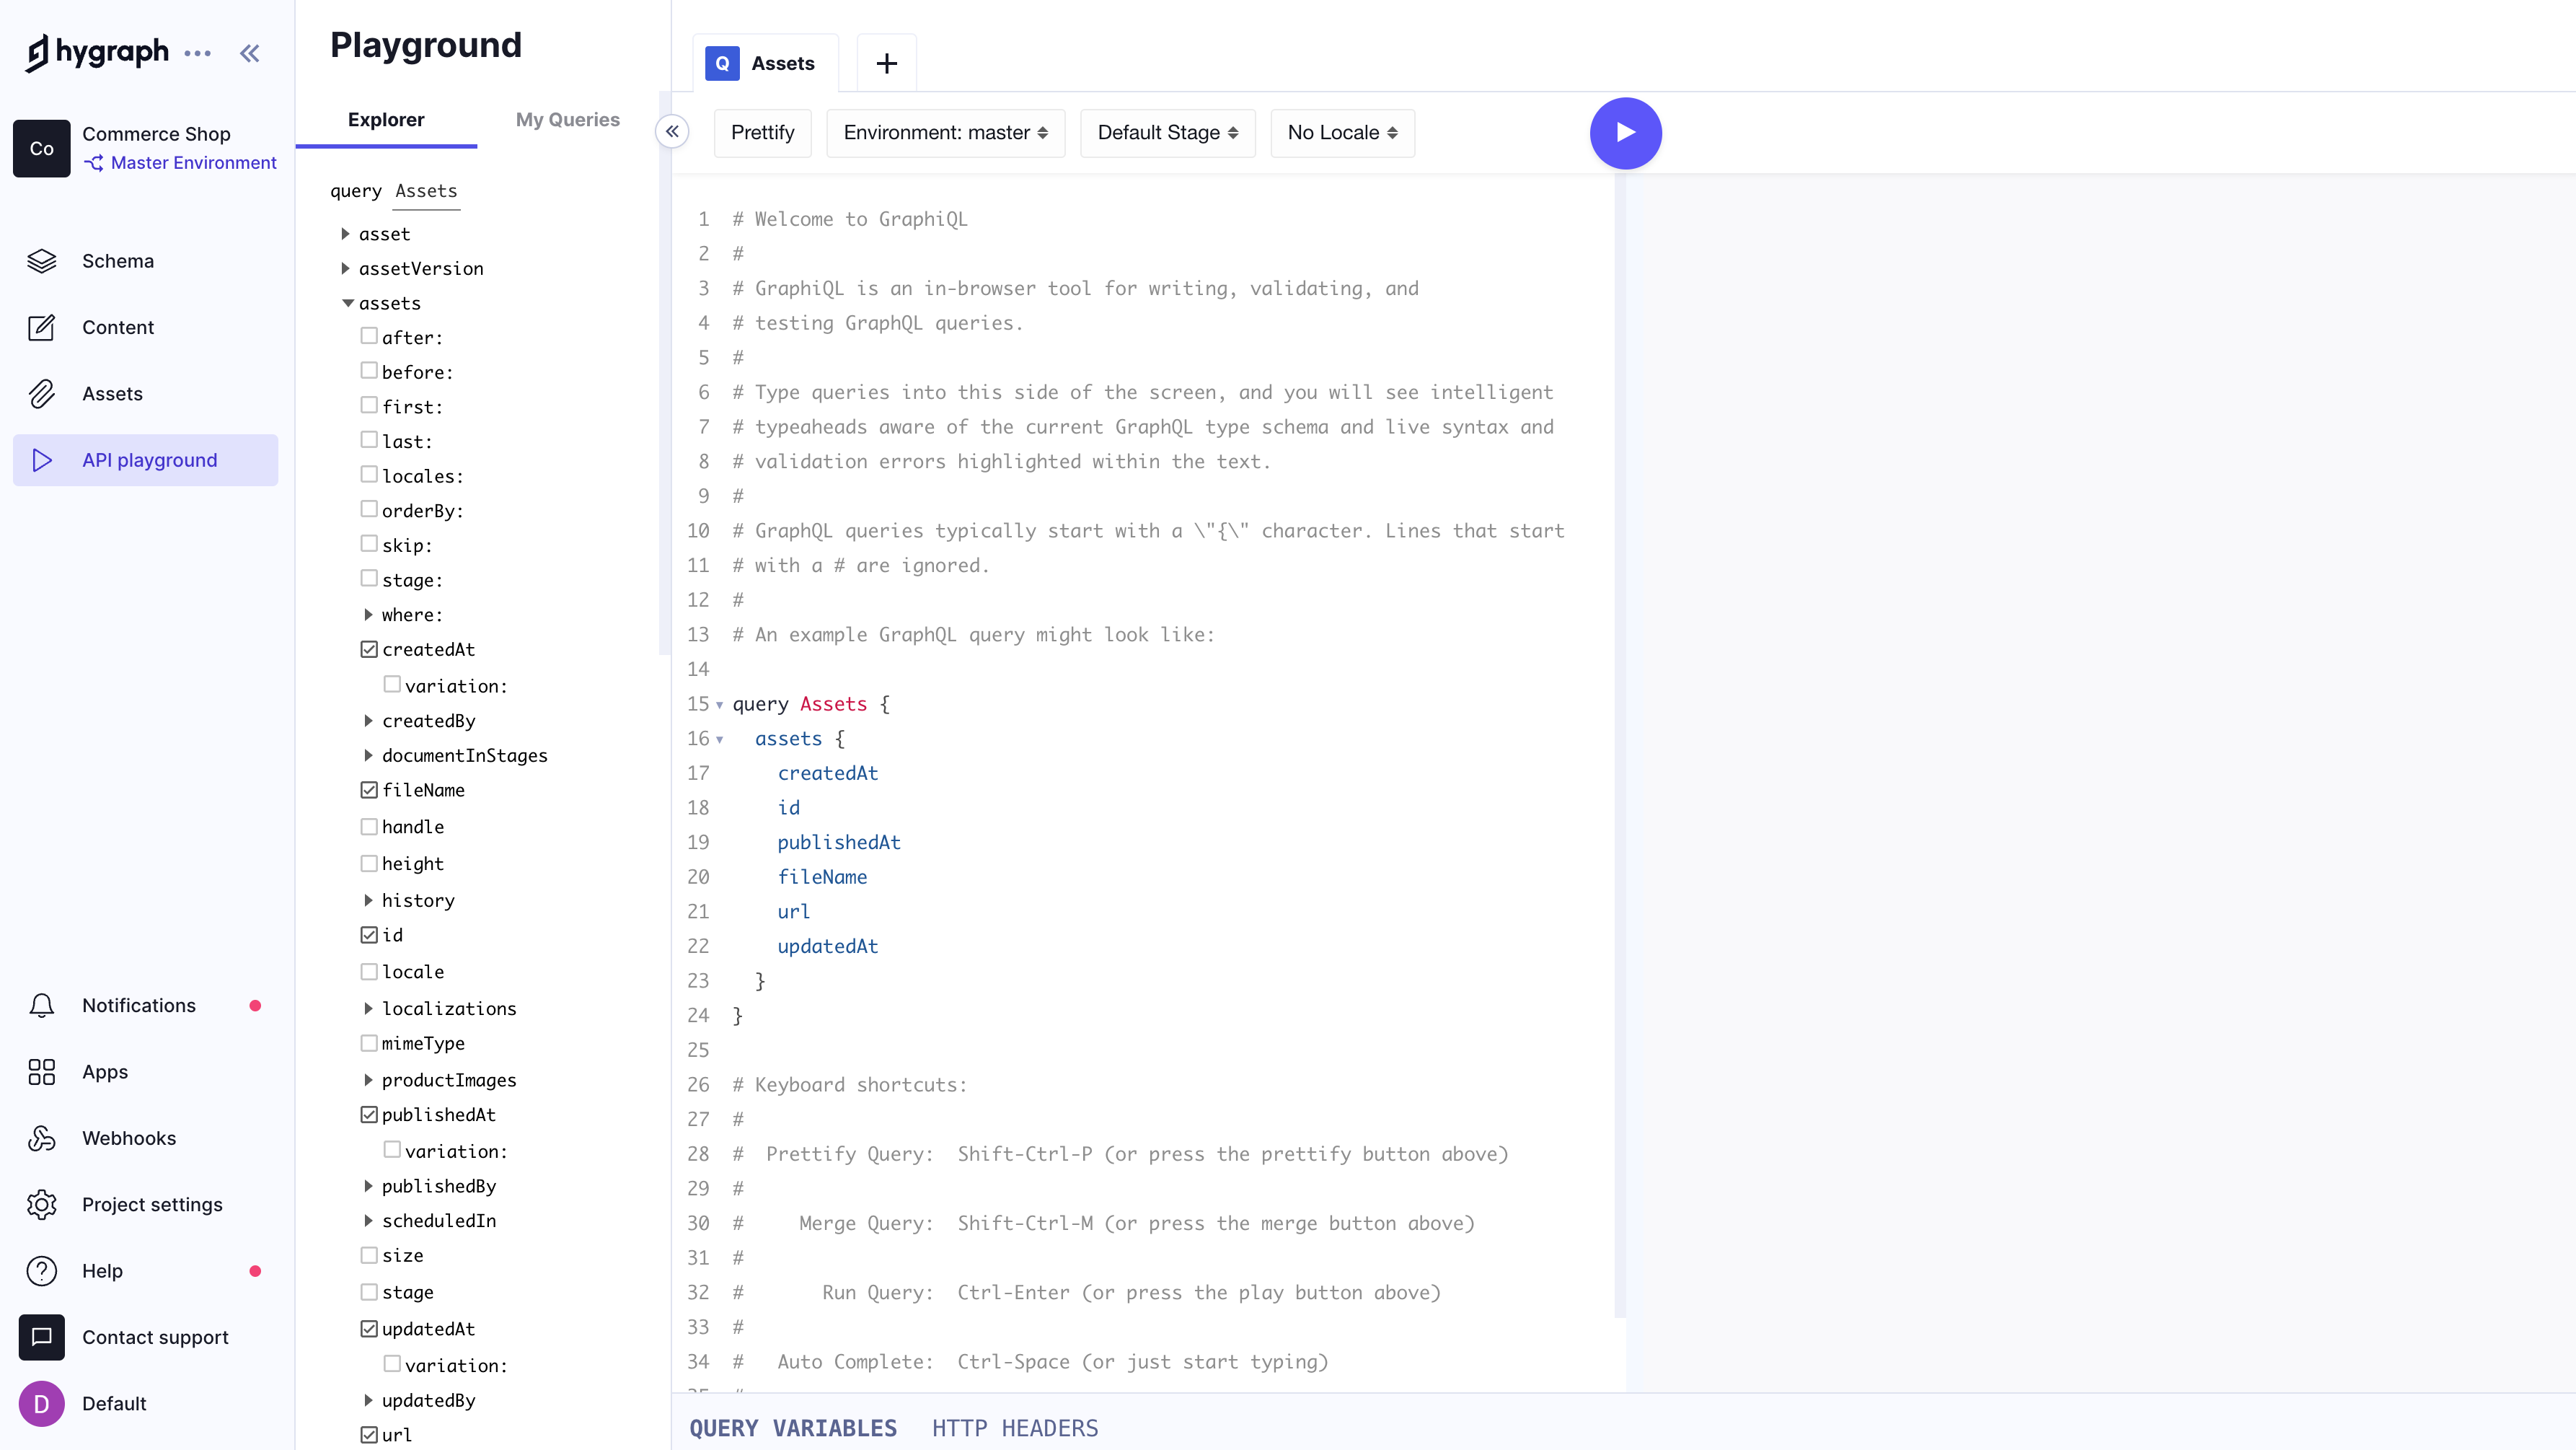 hygraph
Co
Commerce Shop
Master Environment
Schema
Content
Assets
API playground
Notifications
Apps
Webhooks
Project settings
Help
Contact support
D
Default
Playground
Explorer
My Queries
query Assets
asset
assetVersion
assets
after:
before:
first:
last:
locales:
orderBy:
skip:
stage:
where:
createdAt
variation:
createdBy
documentInStages
fileName
handle
height
history
id
locale
localizations
mimeType
productImages
publishedAt
variation:
publishedBy
scheduledIn
size
stage
updatedAt
variation:
updatedBy
url
Q Assets +
Prettify
Environment: master
Default Stage
No Locale
1 # Welcome to GraphiQL
2 #
3 # GraphiQL is an in-browser tool for writing, validating, and
4 # testing GraphQL queries.
5 #
6 # Type queries into this side of the screen, and you will see intelligent
7 # typeaheads aware of the current GraphQL type schema and live syntax and
8 # validation errors highlighted within the text.
9 #
10 # GraphQL queries typically start with a \"{\" character. Lines that start
11 # with a # are ignored.
12 #
13 # An example GraphQL query might look like:
14
15 query Assets {
16 assets {
17 createdAt
18 id
19 publishedAt
20 fileName
21 url
22 updatedAt
23 }
24 }
25
26 # Keyboard shortcuts:
27 #
28 # Prettify Query: Shift-Ctrl-P (or press the prettify button above)
29 #
30 # Merge Query: Shift-Ctrl-M (or press the merge button above)
31 #
32 # Run Query: Ctrl-Enter (or press the play button above)
33 #
34 # Auto Complete: Ctrl-Space (or just start typing)
QUERY VARIABLES HTTP HEADERS